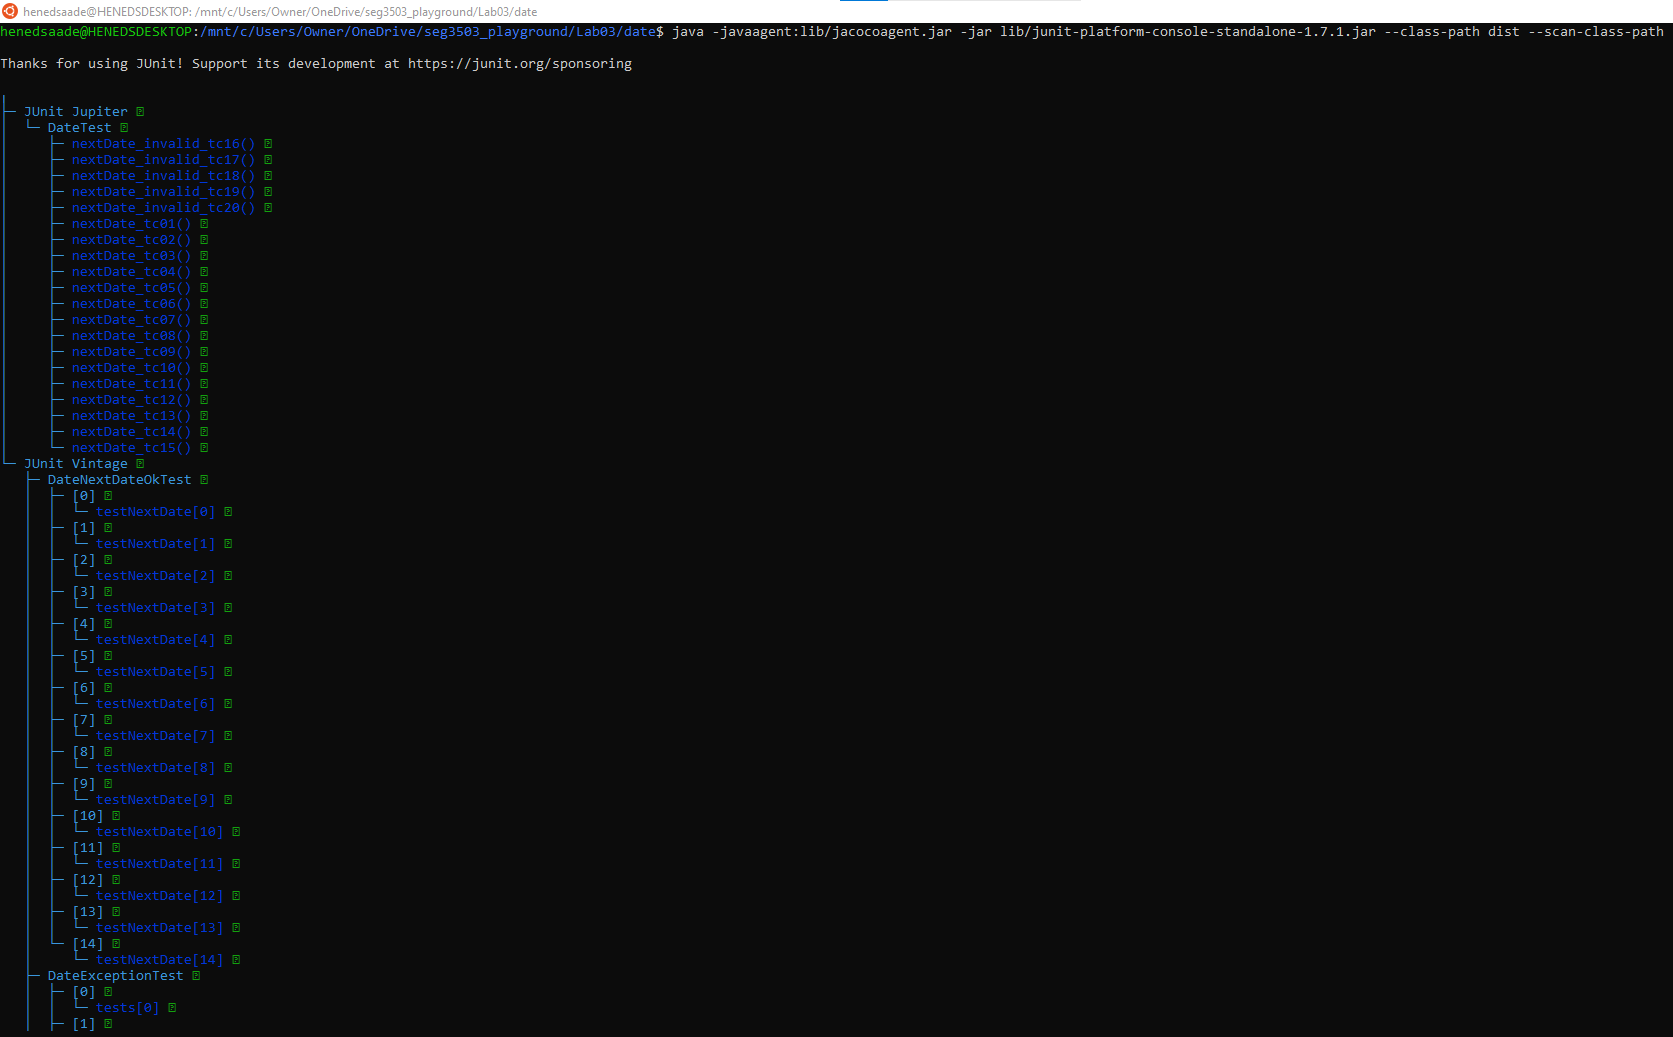 henedsaade@HENEDSDESKTOP: /mnt/c/Users/Owner/OneDrive/seg3503_playground/Lab03/date
henedsaade@HENEDSDESKTOP:/mnt/c/Users/Owner/OneDrive/seg3503_playground/Lab03/date$ java -javaagent:lib/jacocoagent.jar -jar lib/junit-platform-console-standalone-1.7.1.jar --class-path dist --scan-class-path
Thanks for using JUnit! Support its development at https://junit.org/sponsoring
JUnit Jupiter
DateTest
nextDate_invalid_tc16()
nextDate_invalid_tc17()
nextDate_invalid_tc18()
nextDate_invalid_tc19()
nextDate_invalid_tc20()
nextDate_tc01()
nextDate_tc02()
nextDate_tc03()
nextDate_tc04()
nextDate_tc05()
nextDate_tc06()
nextDate_tc07()
nextDate_tc08()
nextDate_tc09()
nextDate_tc10()
nextDate_tc11()
nextDate_tc12()
nextDate_tc13()
nextDate_tc14()
nextDate_tc15()
JUnit Vintage
DateNextDateOkTest
[0]
testNextDate[0]
[1]
testNextDate[1]
[2]
testNextDate[2]
[3]
testNextDate[3]
[4]
testNextDate[4]
[5]
testNextDate[5]
[6]
testNextDate[6]
[7]
testNextDate[7]
[8]
testNextDate[8]
[9]
testNextDate[9]
[10]
testNextDate[10]
[11]
testNextDate[11]
[12]
testNextDate[12]
[13]
testNextDate[13]
[14]
testNextDate[14]
DateExceptionTest
[0]
tests[0]
[1]